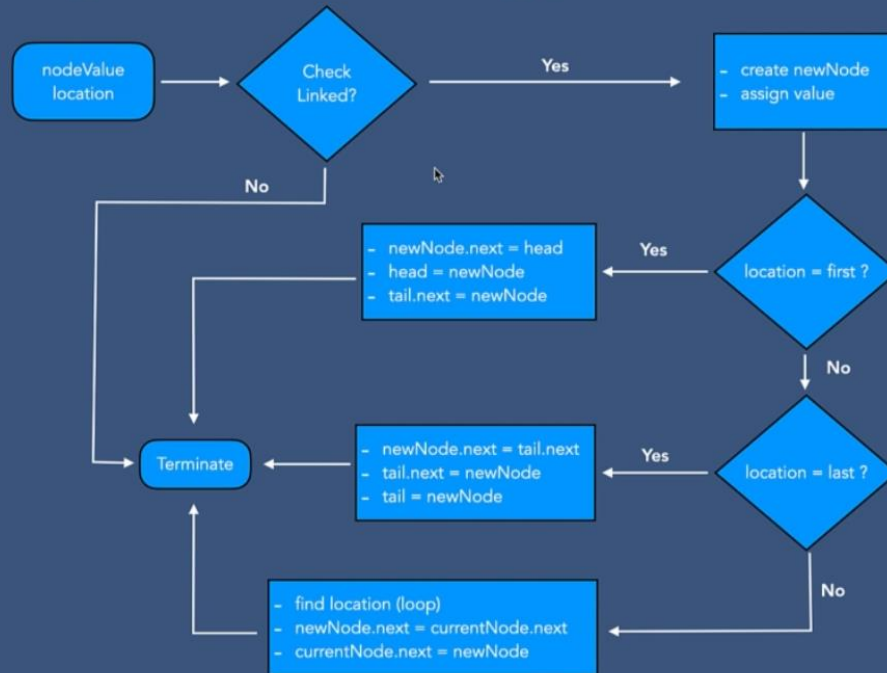 nodeValue
location
Check
Linked?
Yes
- create newNode
- assign value
No
- newNode.next = head
- head = newNode
- tail.next = newNode
Yes
location = first ?
No
Terminate
- newNode.next = tail.next
- tail.next = newNode
- tail = newNode
Yes
location = last ?
No
- find location (loop)
- newNode.next = currentNode.next
- currentNode.next = newNode